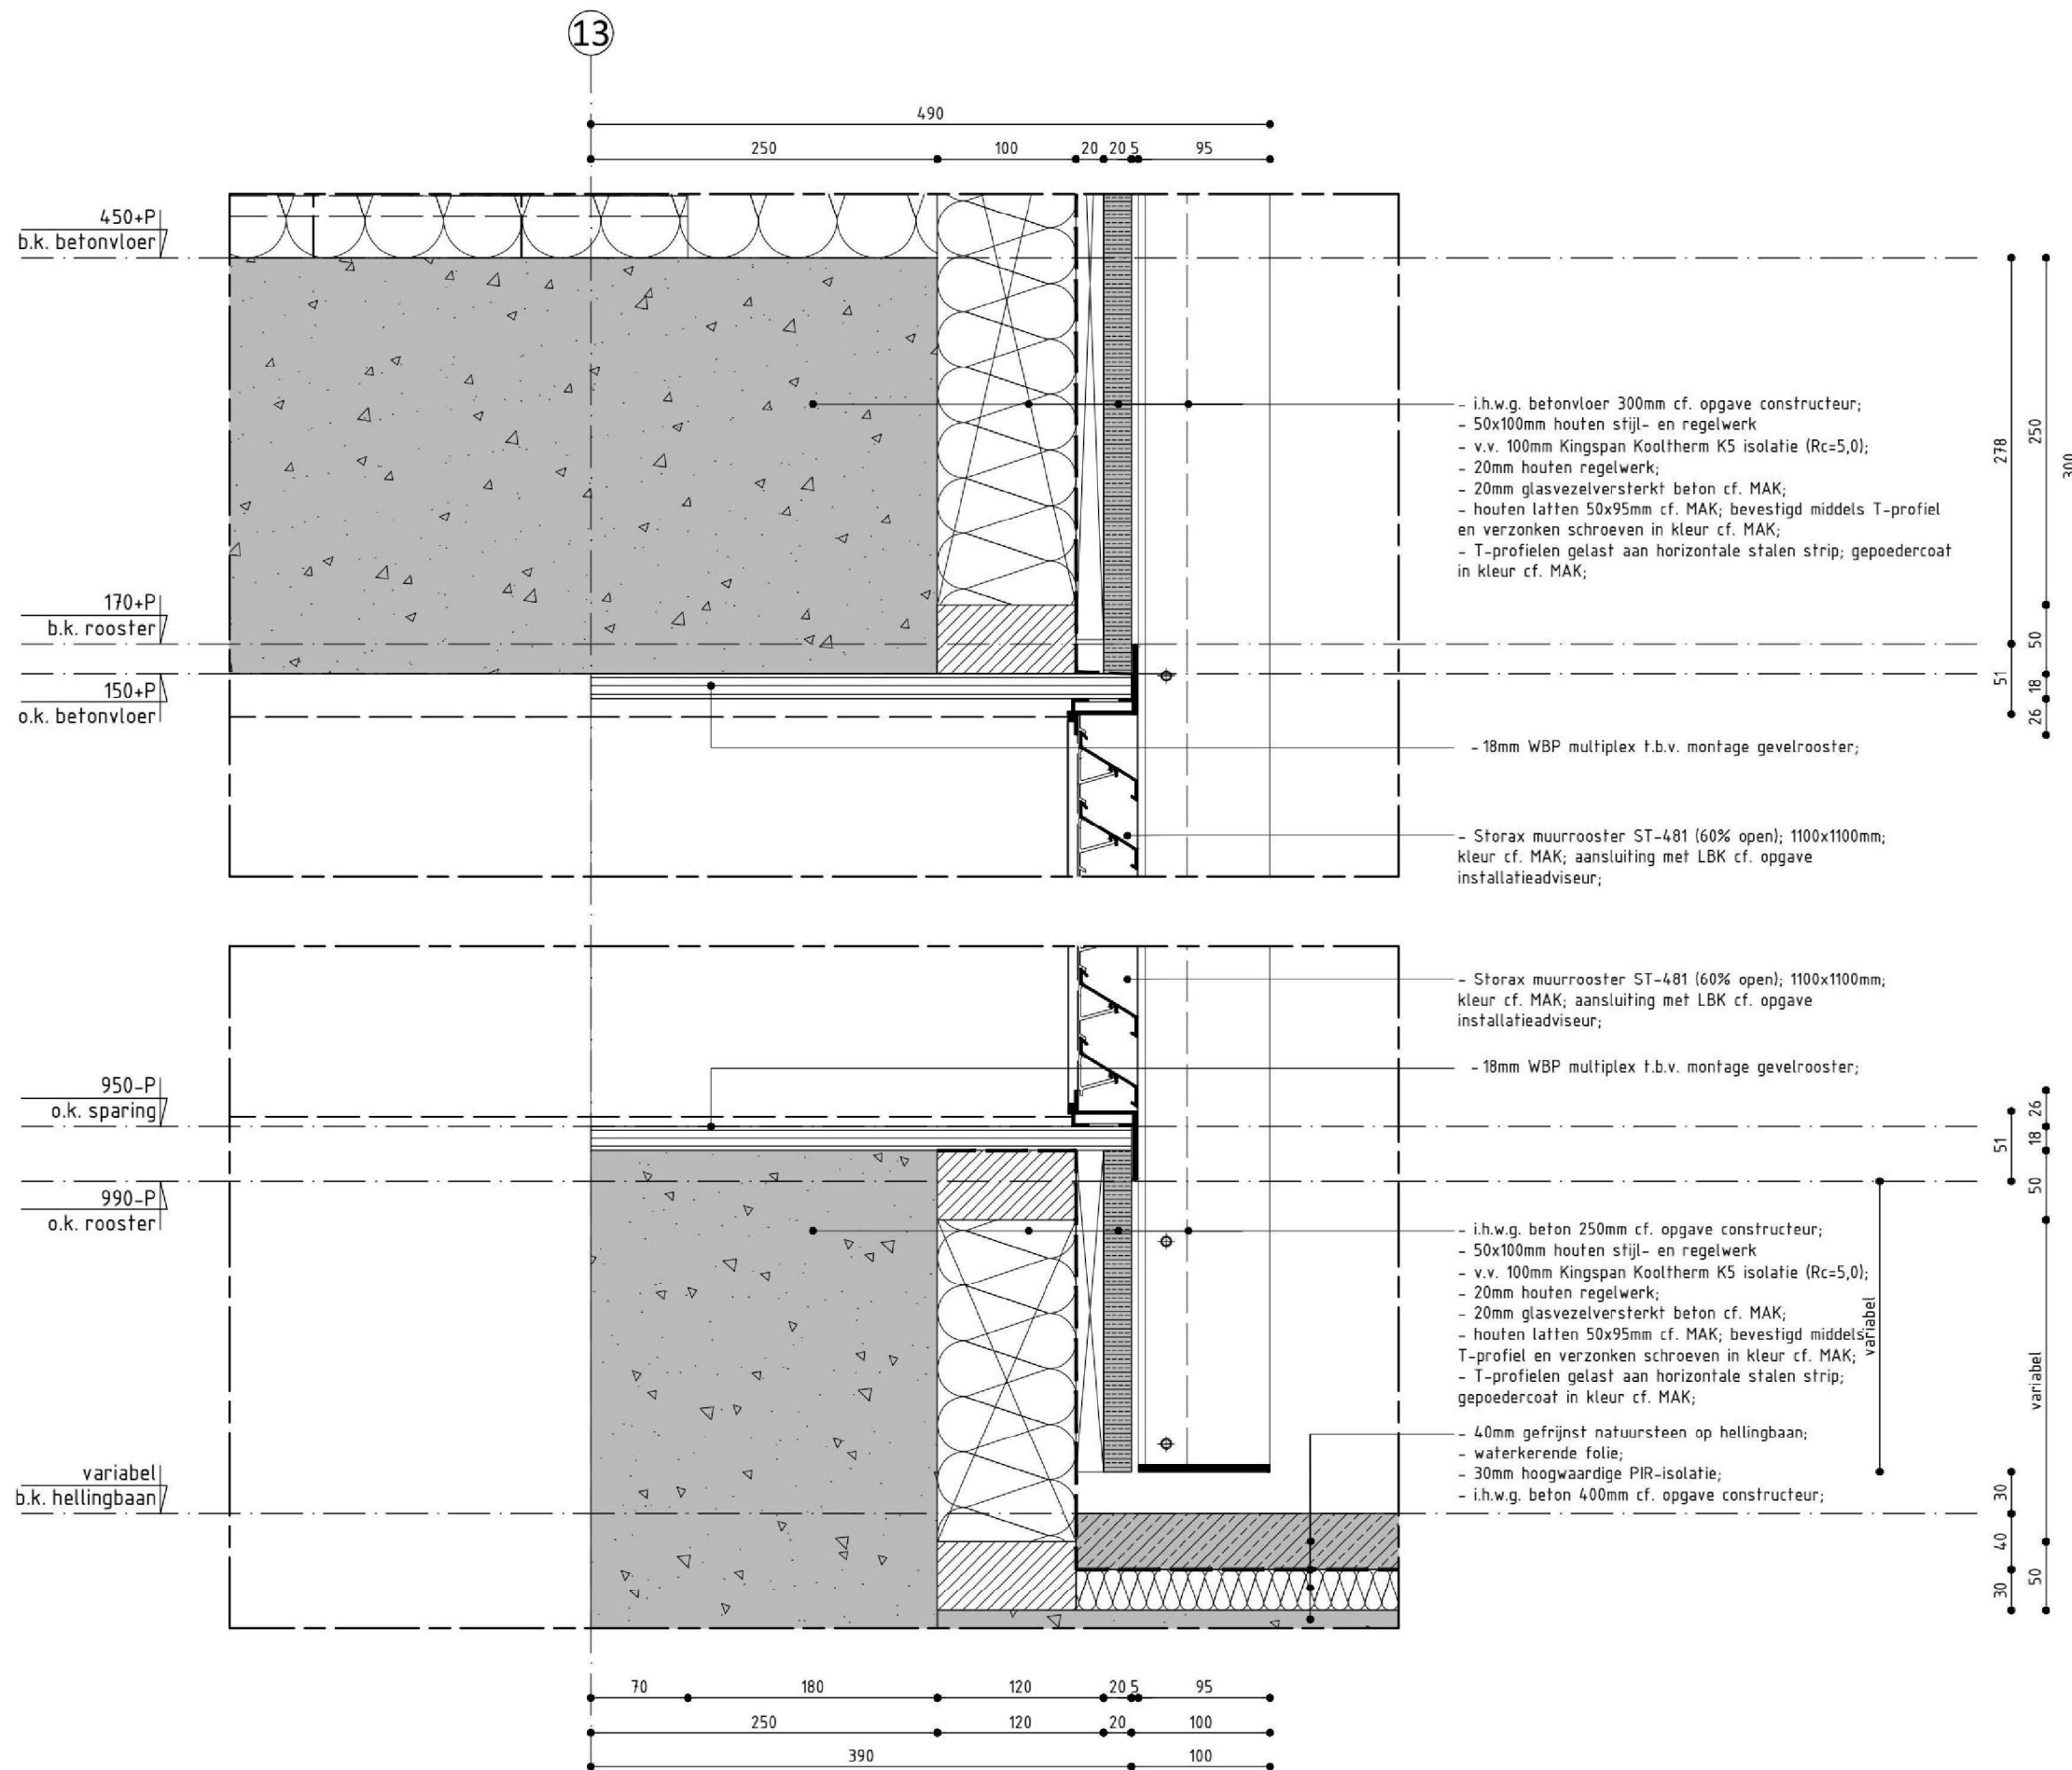 13
490
250 100 20 20 5 95
450+P
b.k. betonvloer
- i.h.w.g. betonvloer 300mm cf. opgave constructeur;
- 50x100mm houten stijl- en regelwerk
- v.v. 100mm Kingspan Kooltherm K5 isolatie (Rc=5,0);
- 20mm houten regelwerk;
- 20mm glasvezelversterkt beton cf. MAK;
- houten latten 50x95mm cf. MAK; bevestigd middels T-profiel
en verzonken schroeven in kleur cf. MAK;
- T-profielen gelast aan horizontale stalen strip; gepoedercoat
in kleur cf. MAK;
278
250
300
170+P
b.k. rooster
50
150+P
o.k. betonvloer
51
18
26
- 18mm WBP multiplex t.b.v. montage gevelrooster;
- Storax muurrooster ST-481 (60% open); 1100x1100mm;
kleur cf. MAK; aansluiting met LBK cf. opgave
installatieadviseur;
- Storax muurrooster ST-481 (60% open); 1100x1100mm;
kleur cf. MAK; aansluiting met LBK cf. opgave
installatieadviseur;
- 18mm WBP multiplex t.b.v. montage gevelrooster;
950-P
o.k. sparing
26
51
18
50
990-P
o.k. rooster
- i.h.w.g. beton 250mm cf. opgave constructeur;
- 50x100mm houten stijl- en regelwerk
- v.v. 100mm Kingspan Kooltherm K5 isolatie (Rc=5,0);
- 20mm houten regelwerk;
- 20mm glasvezelversterkt beton cf. MAK;
- houten latten 50x95mm cf. MAK; bevestigd middels
T-profiel en verzonken schroeven in kleur cf. MAK;
- T-profielen gelast aan horizontale stalen strip;
gepoedercoat in kleur cf. MAK;
variabel
variabel
- 40mm gefrijnst natuursteen op hellingbaan;
- waterkerende folie;
- 30mm hoogwaardige PIR-isolatie;
- i.h.w.g. beton 400mm cf. opgave constructeur;
variabel
b.k. hellingbaan
30
40
30
50
70 180 120 20 5 95
250 120 20 100
390 100